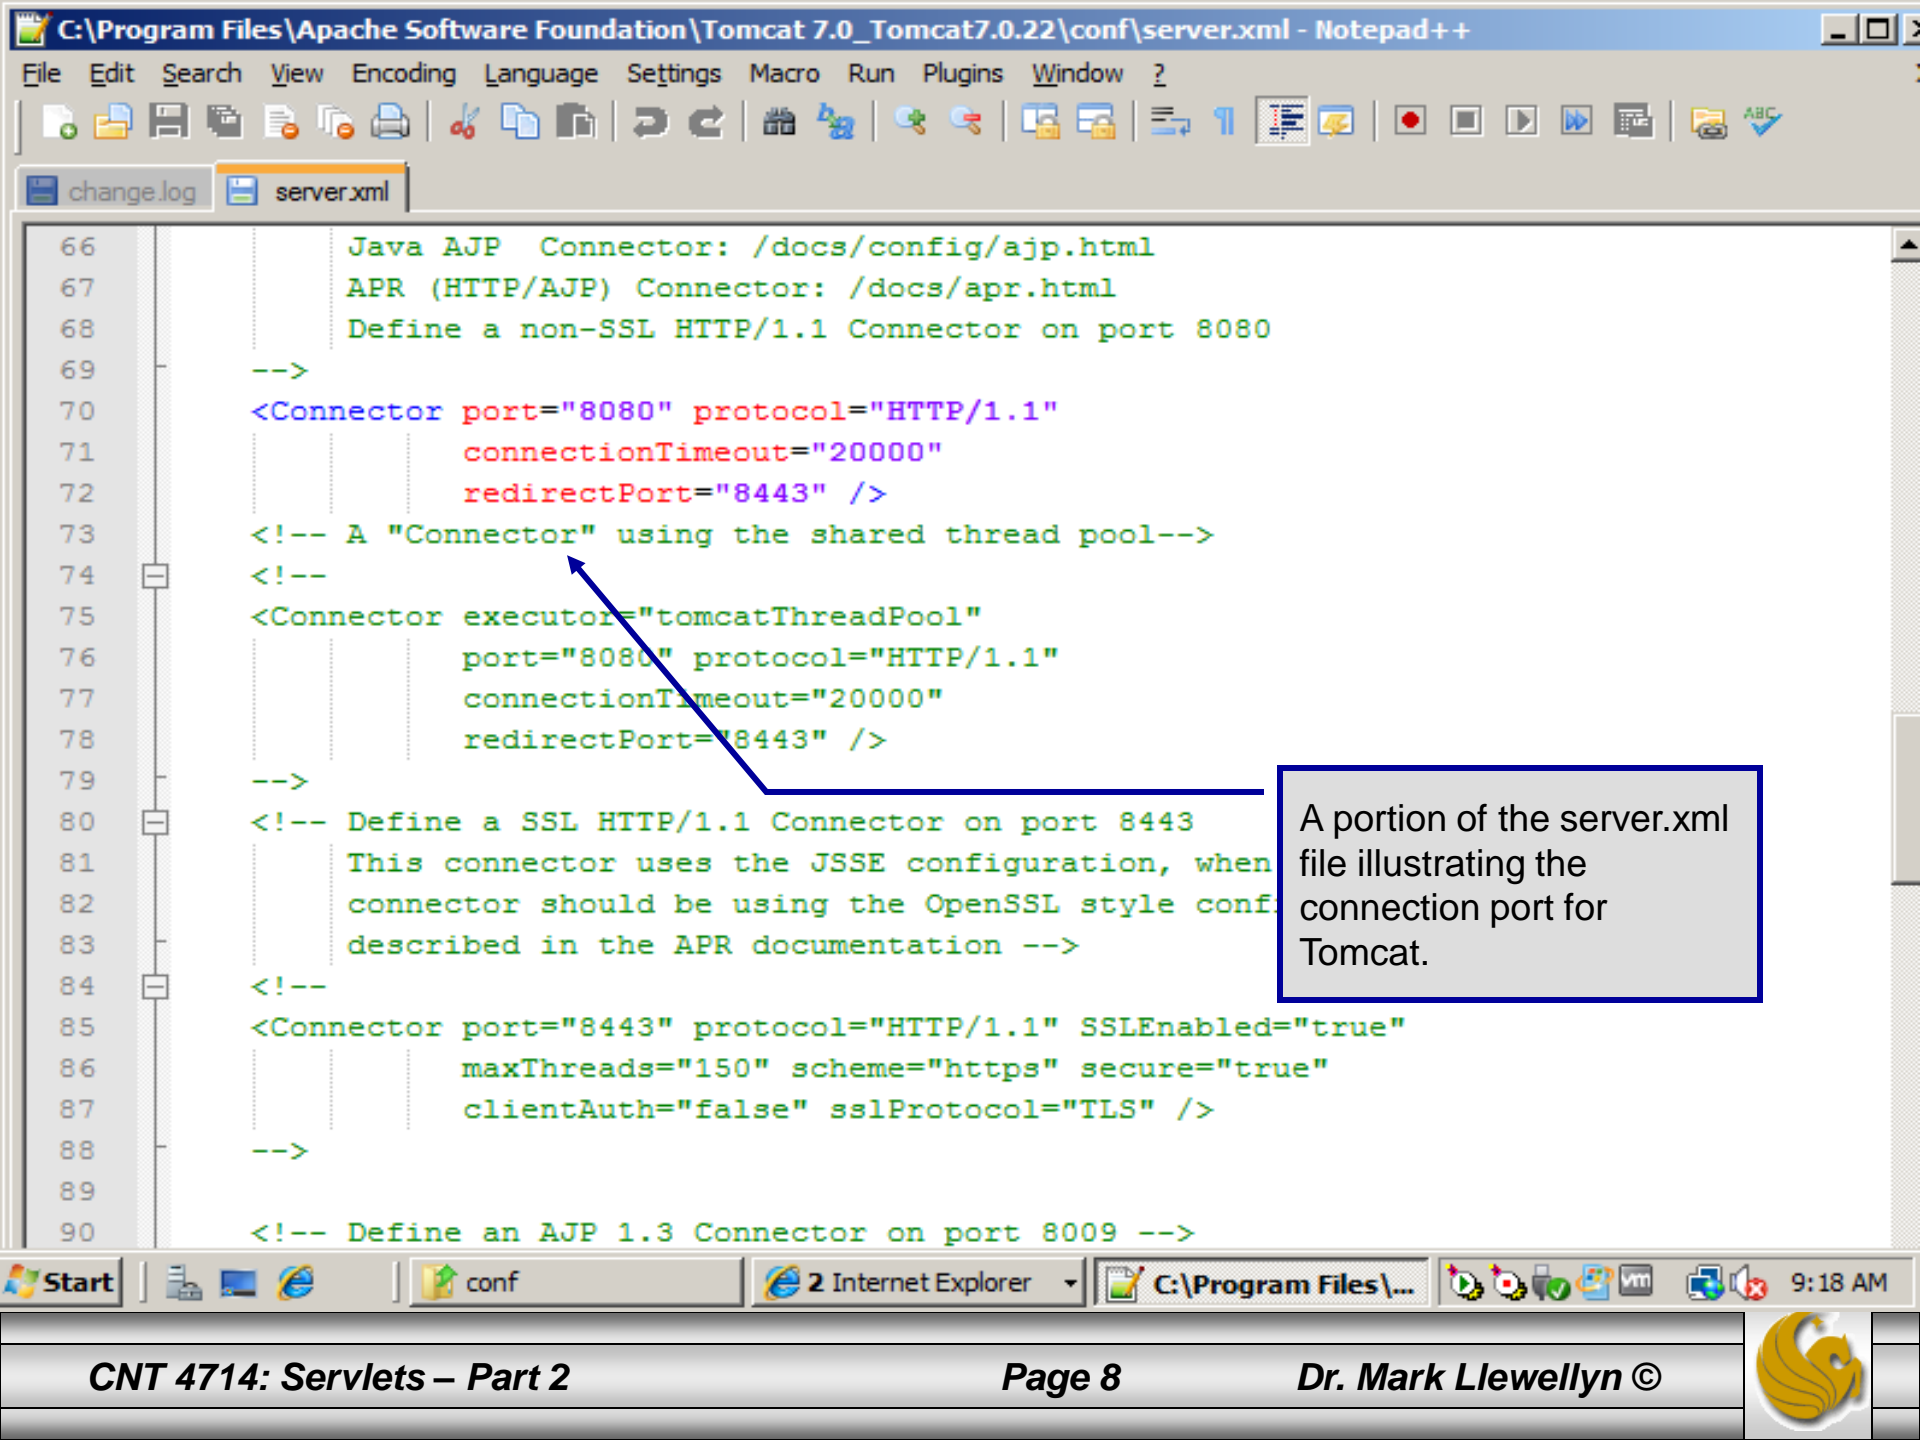 C:\Program Files\Apache Software Foundation\Tomcat 7.0_Tomcat7.0.22\conf\server.xml - Notepad++
File Edit Search View Encoding Language Settings Macro Run Plugins Window ?
change.log server.xml
66 Java AJP  Connector: /docs/config/ajp.html
67 APR (HTTP/AJP) Connector: /docs/apr.html
68 Define a non-SSL HTTP/1.1 Connector on port 8080
69 -->
70 <Connector port="8080" protocol="HTTP/1.1"
71 connectionTimeout="20000"
72 redirectPort="8443" />
73 <!-- A "Connector" using the shared thread pool-->
74 <!--
75 <Connector executor="tomcatThreadPool"
76 port="8080" protocol="HTTP/1.1"
77 connectionTimeout="20000"
78 redirectPort="8443" />
79 -->
80 <!-- Define a SSL HTTP/1.1 Connector on port 8443
81 This connector uses the JSSE configuration, when
82 connector should be using the OpenSSL style conf
83 described in the APR documentation -->
84 <!--
85 <Connector port="8443" protocol="HTTP/1.1" SSLEnabled="true"
86 maxThreads="150" scheme="https" secure="true"
87 clientAuth="false" sslProtocol="TLS" />
88 -->
89
90 <!-- Define an AJP 1.3 Connector on port 8009 -->
A portion of the server.xml
file illustrating the
connection port for
Tomcat.
Start conf 2 Internet Explorer C:\Program Files\... vm 9:18 AM
CNT 4714: Servlets – Part 2 Page 8 Dr. Mark Llewellyn ©